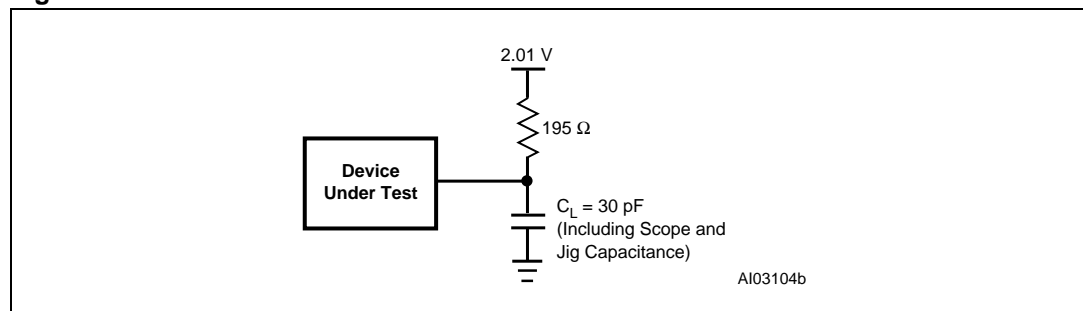 2.01 V
195 Ω
Device
Under Test
C_L = 30 pF
(Including Scope and
Jig Capacitance)
AI03104b